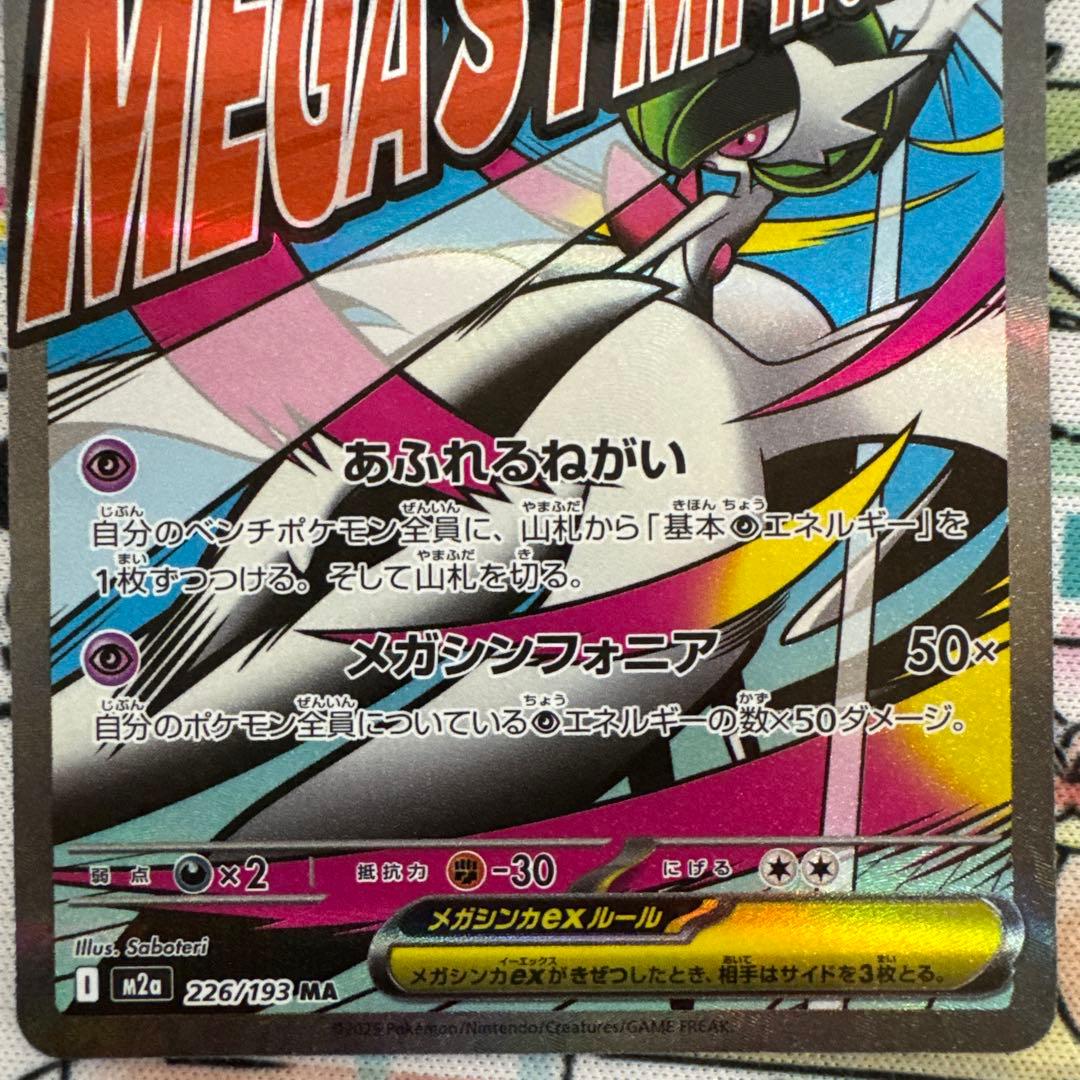 MEGASYMPHO
あふれるねがい
自分のベンチポケモン全員に、山札から「基本エネルギー」を
1枚ずつつける。そして山札を切る。
メガシンフォニア 50×
自分のポケモン全員についているエネルギーの数×50ダメージ。
弱点 ×2 抵抗力 -30 にげる
メガシンカexルール
メガシンカexがきぜつしたとき、相手はサイドを3枚とる。
Illus. Saboteri
I m2a 226/193 MA
©2025 Pokémon/Nintendo/Creatures/GAME FREAK.